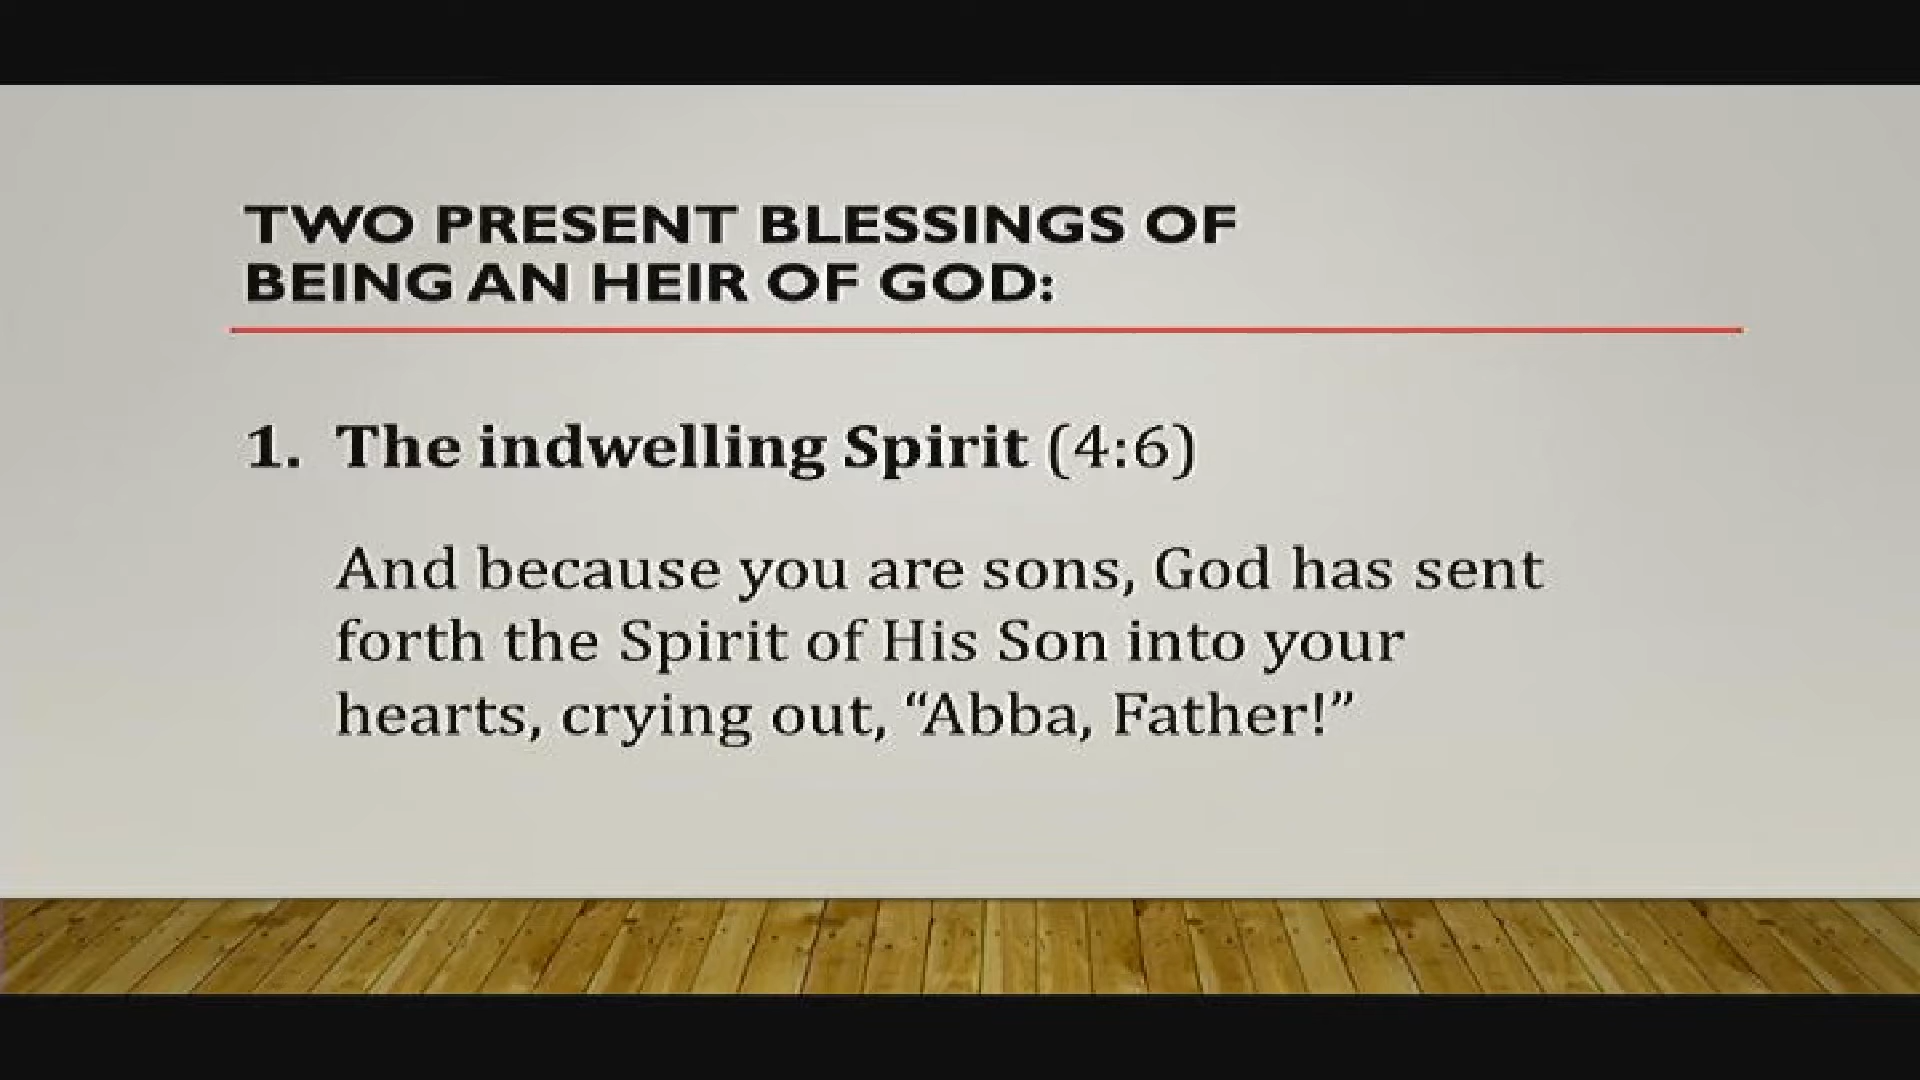 TWO PRESENT BLESSINGS OF
BEING AN HEIR OF GOD:
1. The indwelling Spirit (4:6)
And because you are sons, God has sent
forth the Spirit of His Son into your
hearts, crying out, “Abba, Father!”